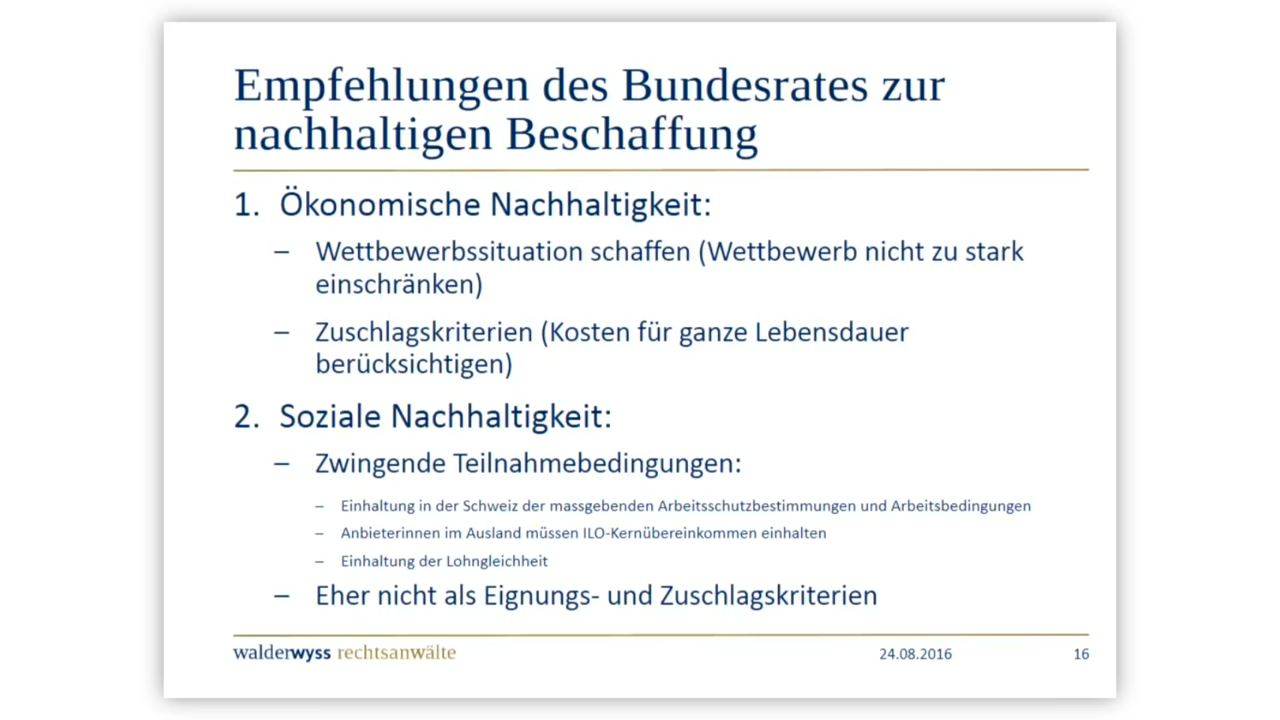 Empfehlungen des Bundesrates zur
nachhaltigen Beschaffung
1. Ökonomische Nachhaltigkeit:
– Wettbewerbssituation schaffen (Wettbewerb nicht zu stark
einschränken)
– Zuschlagskriterien (Kosten für ganze Lebensdauer
berücksichtigen)
2. Soziale Nachhaltigkeit:
– Zwingende Teilnahmebedingungen:
– Einhaltung in der Schweiz der massgebenden Arbeitsschutzbestimmungen und Arbeitsbedingungen
– Anbieterinnen im Ausland müssen ILO-Kernübereinkommen einhalten
– Einhaltung der Lohngleichheit
– Eher nicht als Eignungs- und Zuschlagskriterien
walderwyss rechtsanwälte 24.08.2016 16